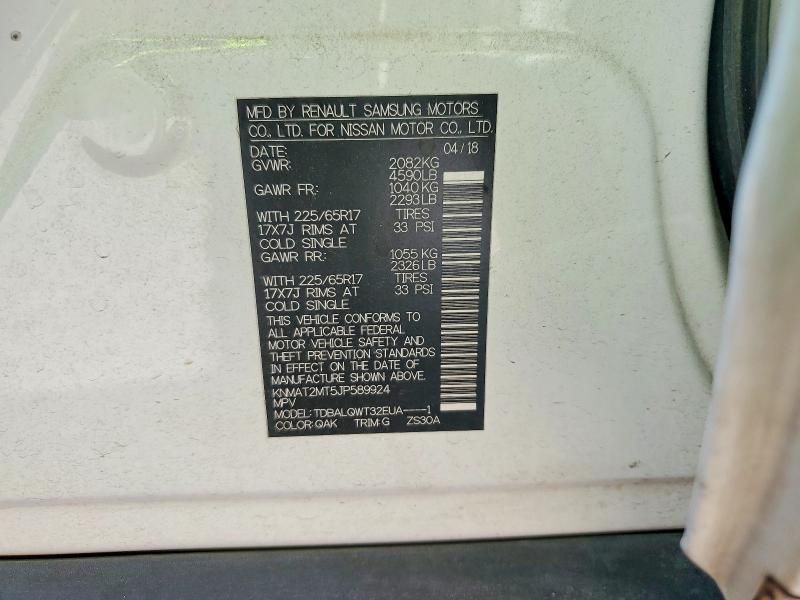 MFD BY RENAULT SAMSUNG MOTORS
CO., LTD. FOR NISSAN MOTOR CO., LTD.
DATE: 04/18
GVWR: 2082KG
4590LB
GAWR FR: 1040KG
2293LB
WITH 225/65R17 TIRES
17X7J RIMS AT 33 PSI
COLD SINGLE
GAWR RR: 1055KG
2326LB
WITH 225/65R17 TIRES
17X7J RIMS AT 33 PSI
COLD SINGLE
THIS VEHICLE CONFORMS TO
ALL APPLICABLE FEDERAL
MOTOR VEHICLE SAFETY AND
THEFT PREVENTION STANDARDS
IN EFFECT ON THE DATE OF
MANUFACTURE SHOWN ABOVE.
KNMAT2MT5JP589924
MPV
MODEL: TDBALQWT32EUA----1
COLOR: QAK TRIM: G ZS30A